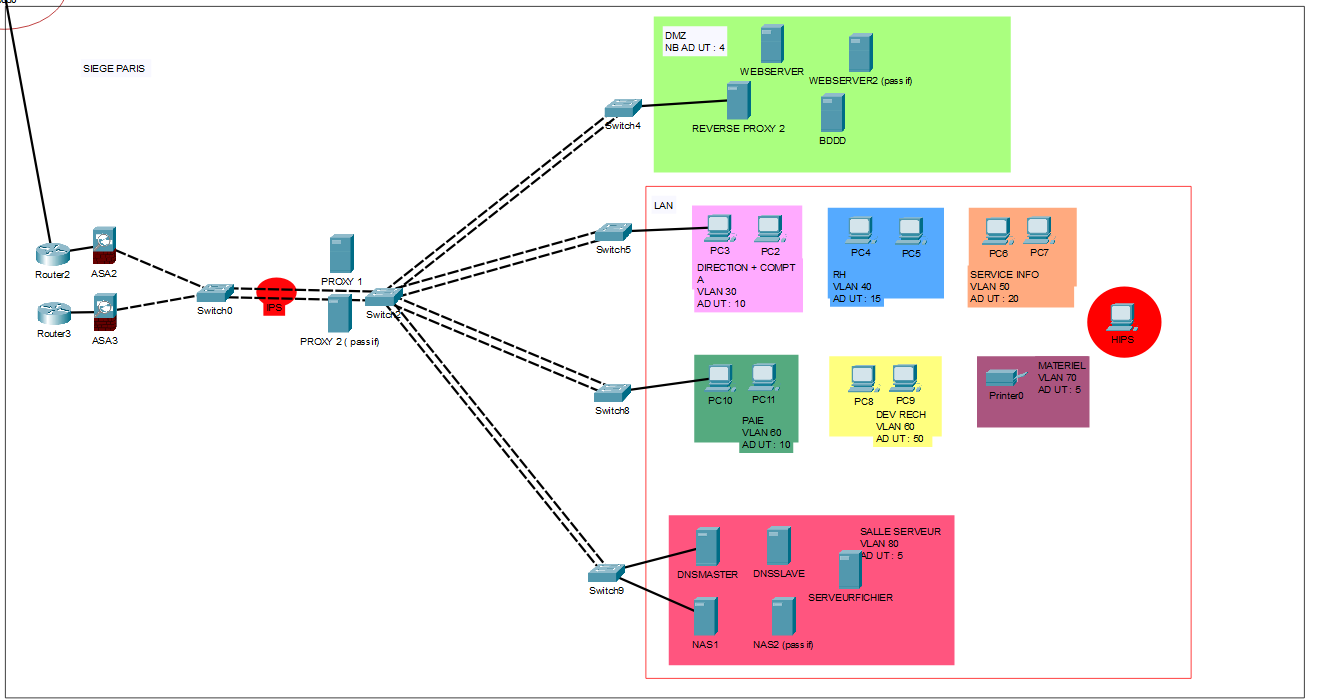 SIEGE PARIS
DMZ
NB AD UT : 4
WEBSERVER
WEBSERVER2 (passif)
REVERSE PROXY 2
BDDD
Switch4
LAN
Router2
ASA2
Router3
ASA3
Switch0
IPS
PROXY 1
PROXY 2 ( passif)
Switch5
PC3
PC2
DIRECTION + COMPT
A
VLAN 30
AD UT : 10
PC4
PC5
RH
VLAN 40
AD UT : 15
PC6
PC7
SERVICE INFO
VLAN 50
AD UT : 20
HIPS
Switch8
PC10
PC11
PAIE
VLAN 60
AD UT : 10
PC8
PC9
DEV RECH
VLAN 60
AD UT : 50
Printer0
MATERIEL
VLAN 70
AD UT : 5
Switch9
SALLE SERVEUR
VLAN 80
AD UT : 5
DNSMASTER
DNSSLAVE
SERVEURFICHIER
NAS1
NAS2 (passif)